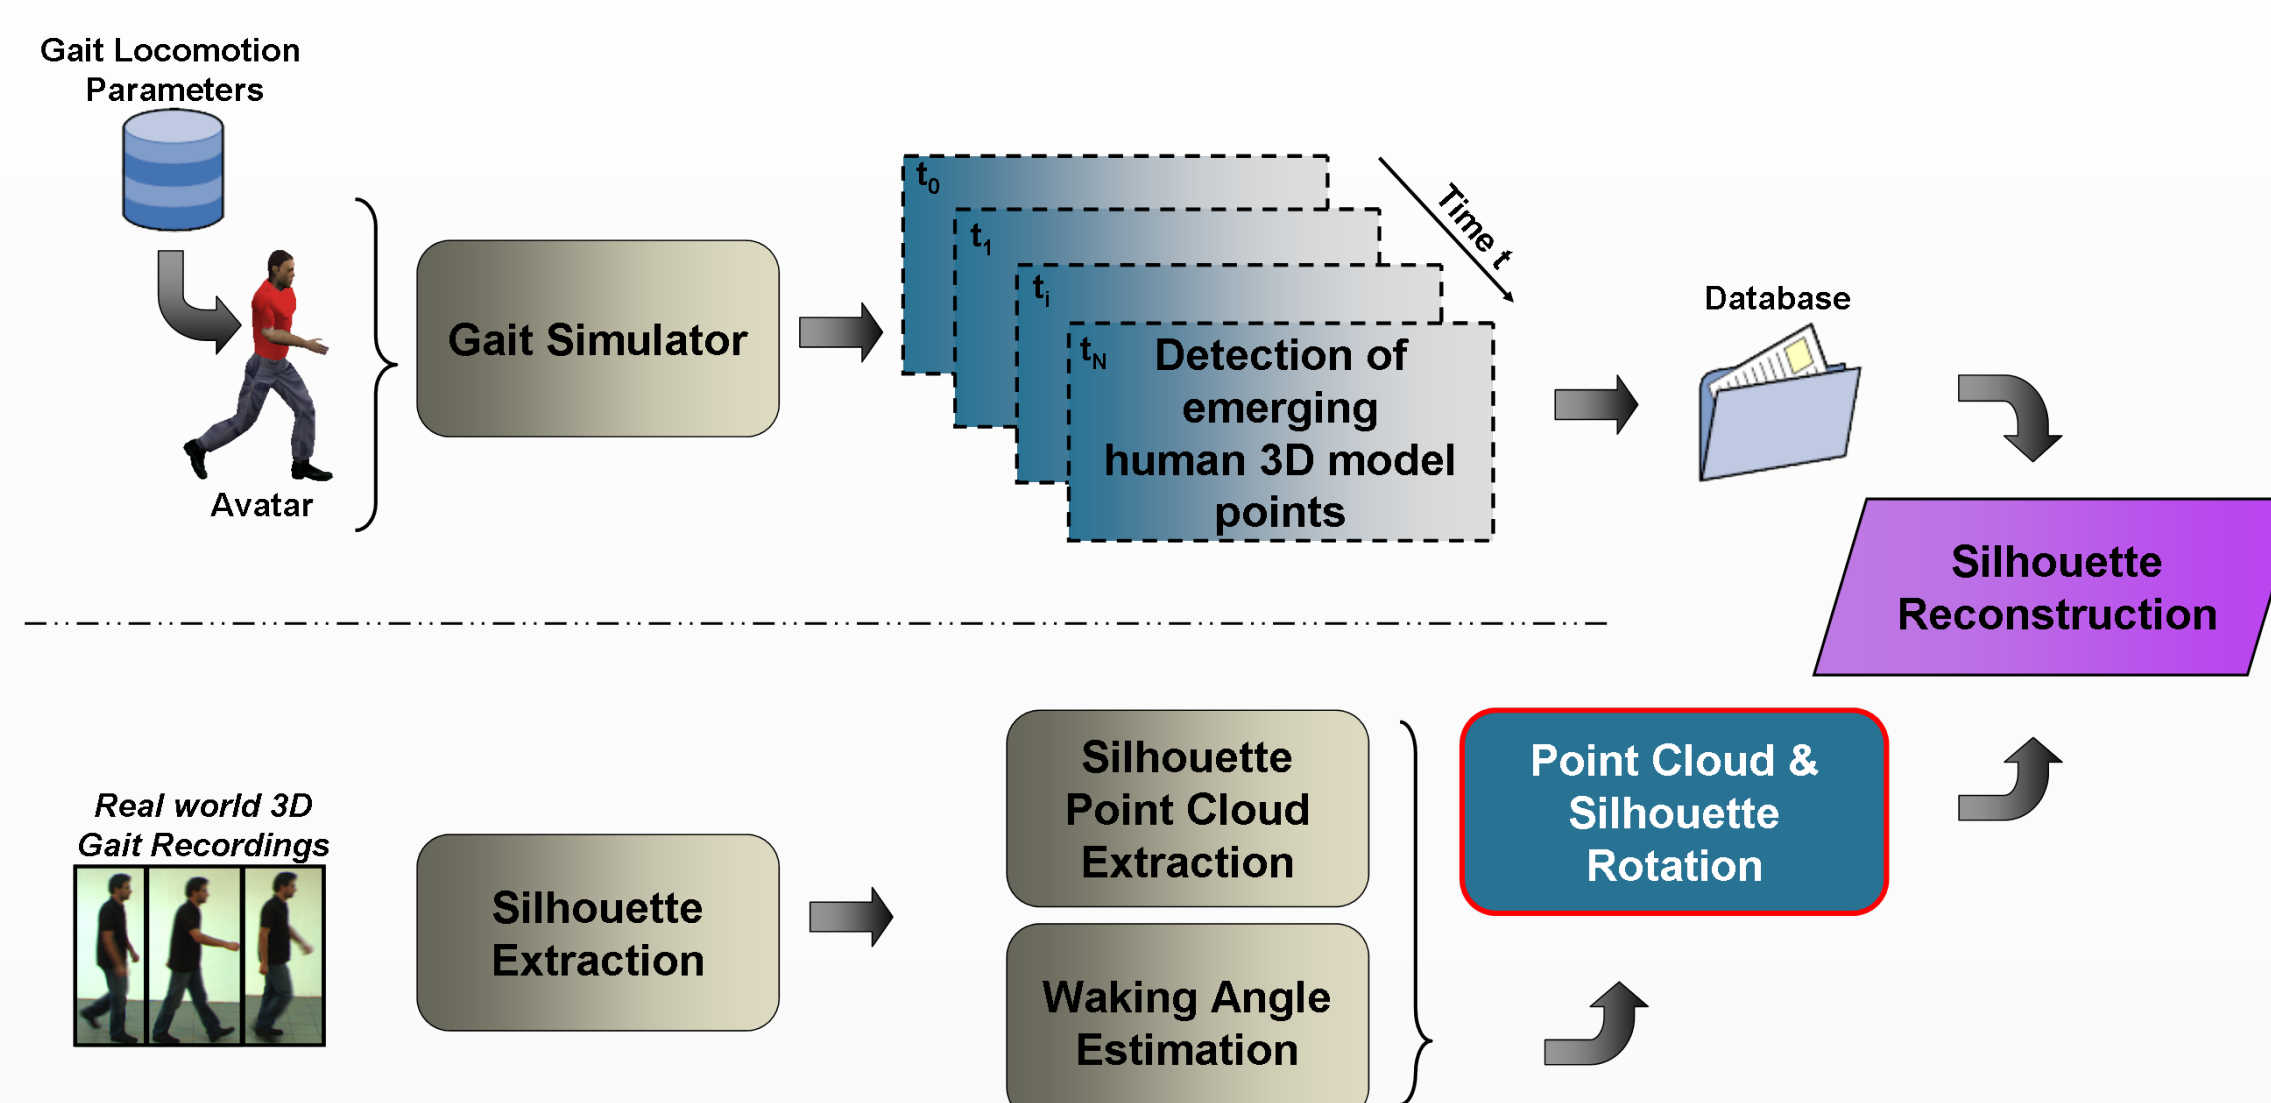 Gait Locomotion
Parameters
Avatar
Gait Simulator
t0
t1
ti
tN
Detection of
emerging
human 3D model
points
Time t
Database
Silhouette
Reconstruction
Real world 3D
Gait Recordings
Silhouette
Extraction
Silhouette
Point Cloud
Extraction
Waking Angle
Estimation
Point Cloud &
Silhouette
Rotation